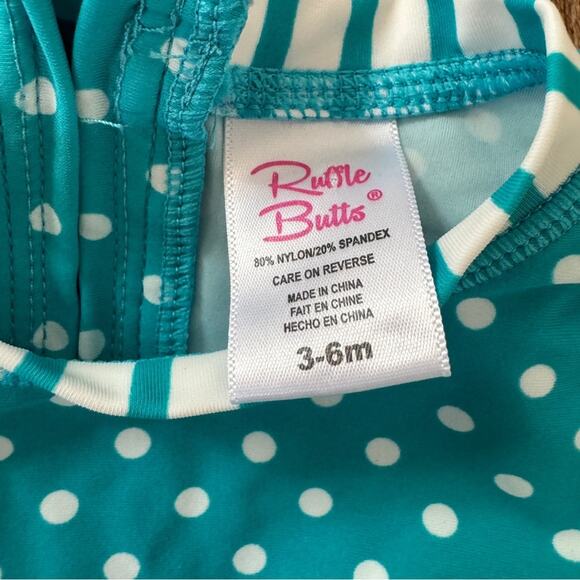 Ruffle
Butts®
80% NYLON/20% SPANDEX
CARE ON REVERSE
MADE IN CHINA
FAIT EN CHINE
HECHO EN CHINA
3-6m